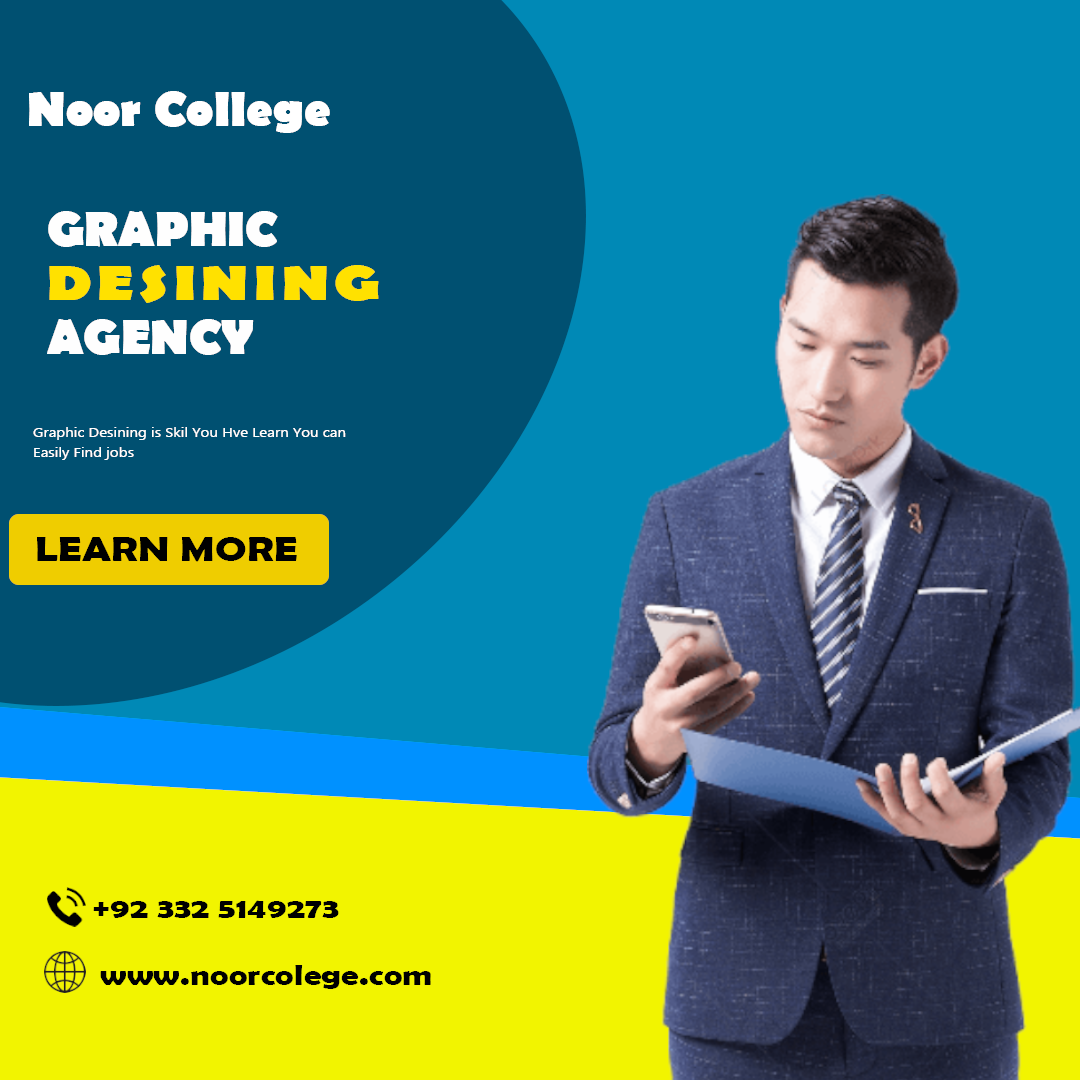 Noor College
GRAPHIC
DESINING
AGENCY
Graphic Desining is Skil You Hve Learn You can
Easily Find jobs
LEARN MORE
+92 332 5149273
www.noorcolege.com